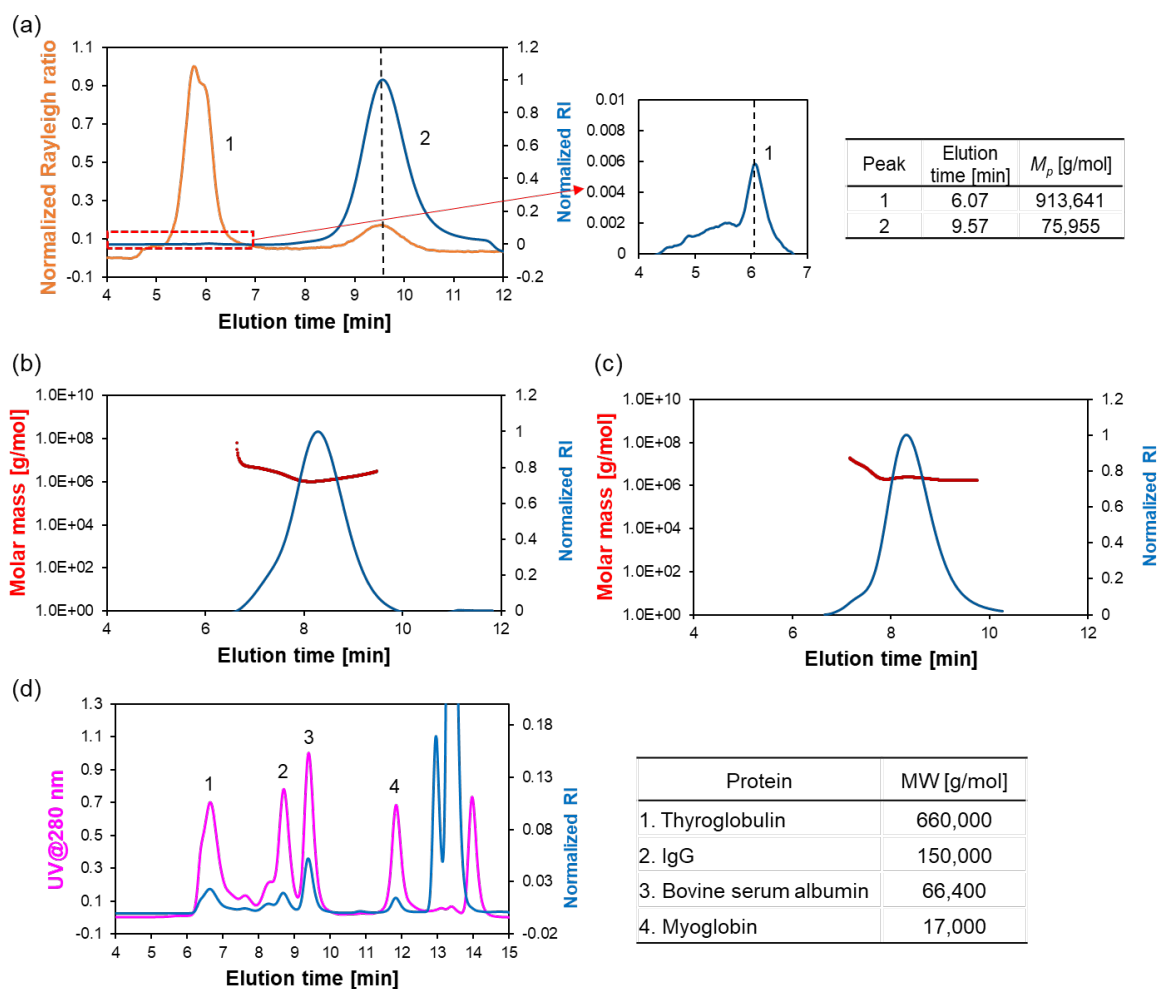 (a)
Normalized Rayleigh ratio
1.1
0.9
0.7
0.5
0.3
0.1
-0.1
1.2
1
0.8
0.6
0.4
0.2
0
-0.2
Normalized RI
1
2
4 5 6 7 8 9 10 11 12
Elution time [min]
0.01
0.008
0.006
0.004
0.002
0
1
4 5 6 7
Peak Elution time [min] Mp [g/mol]
1 6.07 913,641
2 9.57 75,955
(b)
Molar mass [g/mol]
1.0E+10
1.0E+08
1.0E+06
1.0E+04
1.0E+02
1.0E+00
1.2
1
0.8
0.6
0.4
0.2
0
Normalized RI
4 6 8 10 12
Elution time [min]
(c)
Molar mass [g/mol]
1.0E+10
1.0E+08
1.0E+06
1.0E+04
1.0E+02
1.0E+00
1.2
1
0.8
0.6
0.4
0.2
0
Normalized RI
4 6 8 10 12
Elution time [min]
(d)
UV@280 nm
1.3
1.1
0.9
0.7
0.5
0.3
0.1
-0.1
0.18
0.13
0.08
0.03
-0.02
Normalized RI
1
2
3
4
4 5 6 7 8 9 10 11 12 13 14 15
Elution time [min]
Protein MW [g/mol]
1. Thyroglobulin 660,000
2. IgG 150,000
3. Bovine serum albumin 66,400
4. Myoglobin 17,000